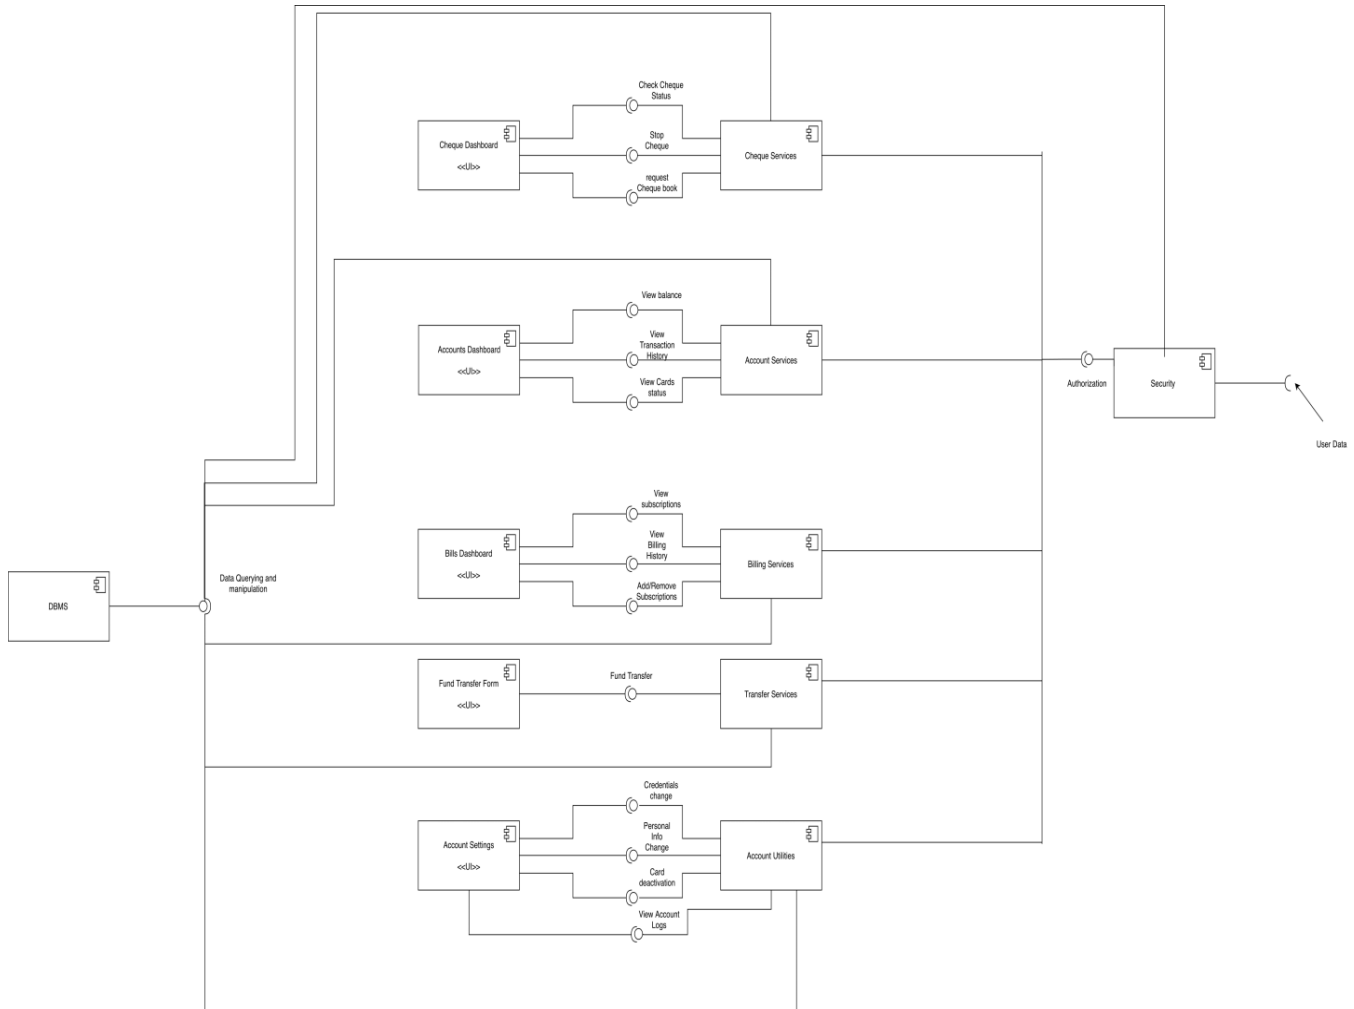 Check Cheque
Status
Cheque Dashboard
<<UI>>
Stop
Cheque
request
Cheque book
Cheque Services
View balance
Accounts Dashboard
<<UI>>
View
Transaction
History
View Cards
status
Account Services
Authorization
Security
User Data
View
subscriptions
Bills Dashboard
<<UI>>
View
Billing
History
Add/Remove
Subscriptions
Billing Services
DBMS
Data Querying and
manipulation
Fund Transfer Form
<<UI>>
Fund Transfer
Transfer Services
Credentials
change
Account Settings
<<UI>>
Personal
Info
Change
Card
deactivation
Account Utilities
View Account
Logs